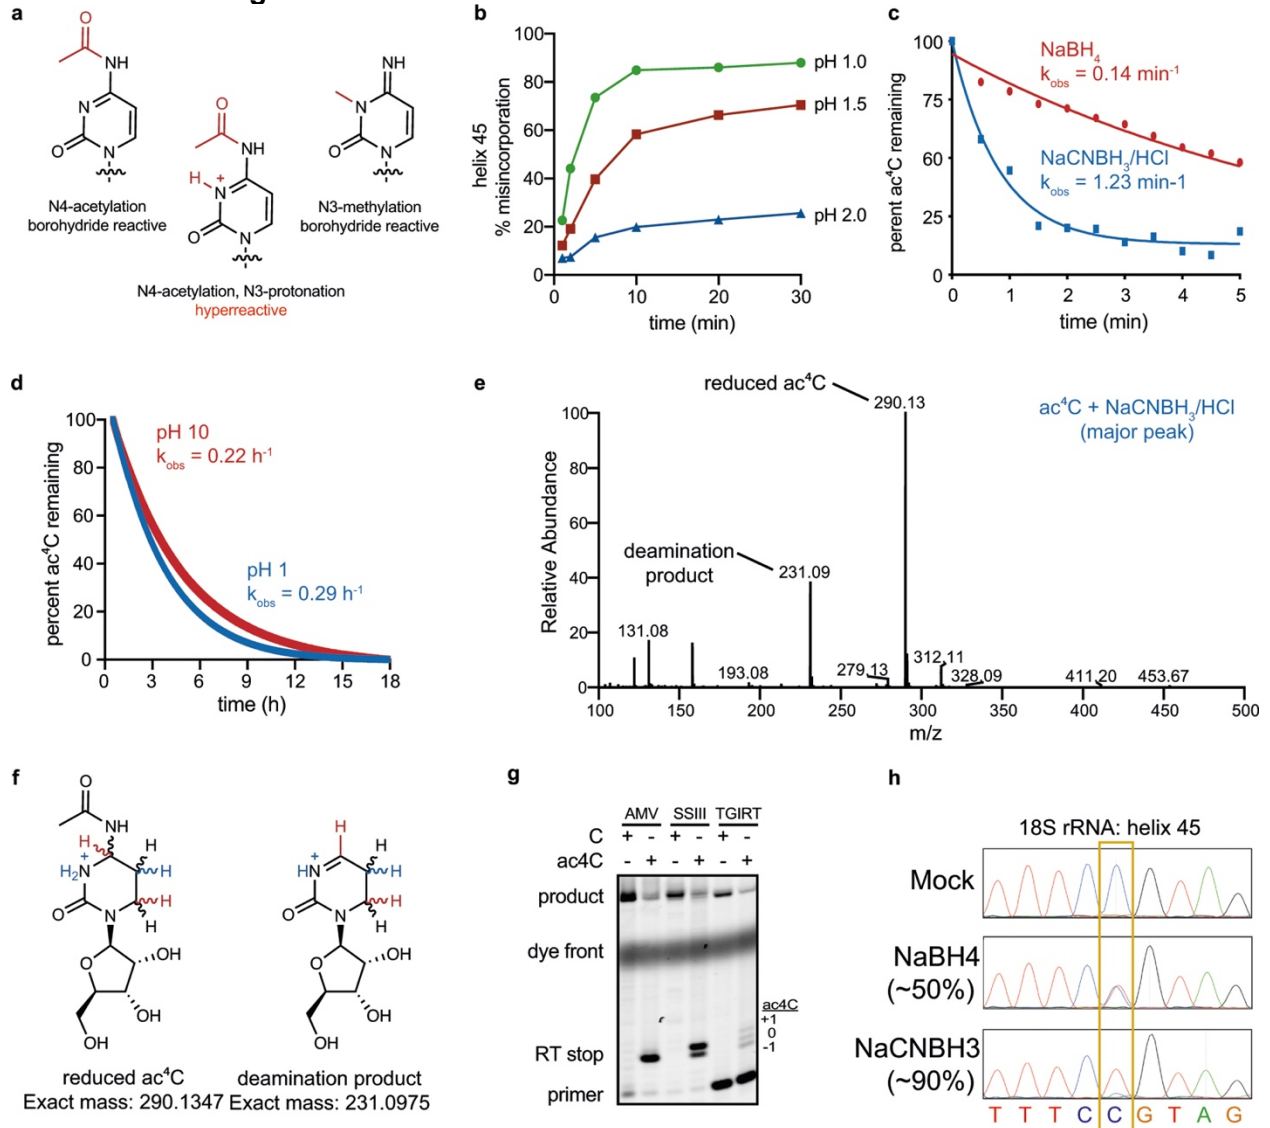 a
O
NH
N
O
N
N4-acetylation
borohydride reactive
O
NH
H
+
N
O
N
N4-acetylation, N3-protonation
hyperreactive
NH
N
O
N
N3-methylation
borohydride reactive
b
helix 45
% misincorporation
100
80
60
40
20
0
0 10 20 30
time (min)
pH 1.0
pH 1.5
pH 2.0
c
perent ac⁴C remaining
100
75
60
25
0
0 1 2 3 4 5
time (min)
NaBH₄
k_obs = 0.14 min⁻¹
NaCNBH₃/HCl
k_obs = 1.23 min-1
d
percent ac⁴C remaining
100
80
60
40
20
0
0 3 6 9 12 15 18
time (h)
pH 10
k_obs = 0.22 h⁻¹
pH 1
k_obs = 0.29 h⁻¹
e
Relative Abundance
100
80
60
40
20
0
100 150 200 250 300 350 400 450 500
m/z
reduced ac⁴C
290.13
ac⁴C + NaCNBH₃/HCl
(major peak)
deamination
product
231.09
131.08
193.08
279.13
312.11
328.09
411.20
453.67
f
O
NH
H
H
+
H₂N
H
H
O
N
H
O
OH
OH
OH
reduced ac⁴C
Exact mass: 290.1347
H
+
HN
H
H
H
O
N
H
O
OH
OH
OH
deamination product
Exact mass: 231.0975
g
AMV SSIII TGIRT
C + - + - + -
ac4C - + - + - +
product
dye front
RT stop
primer
ac4C
+1
0
-1
h
18S rRNA: helix 45
Mock
NaBH4
(~50%)
NaCNBH3
(~90%)
T T T C C G T A G